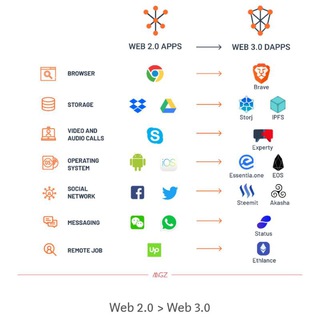 WEB 2.0 APPS
WEB 3.0 DAPPS
BROWSER
Brave
STORAGE
Storj
IPFS
VIDEO AND
AUDIO CALLS
Experty
OPERATING
SYSTEM
iOS
Essentia.one
EOS
SOCIAL
NETWORK
Steemit
Akasha
MESSAGING
Status
REMOTE JOB
Up
Ethlance
Web 2.0 > Web 3.0